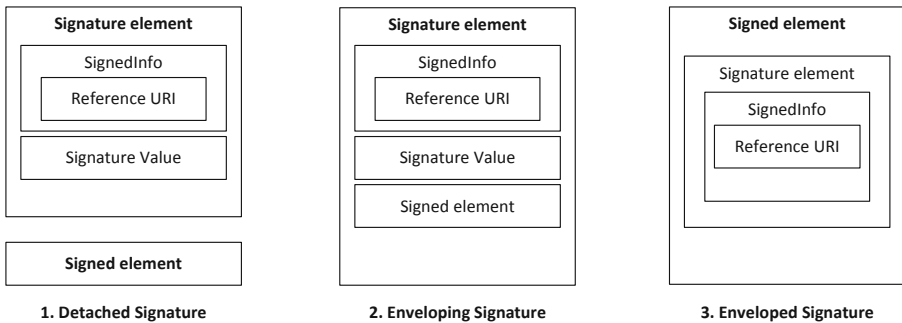 Signature element
SignedInfo
Reference URI
Signature Value
Signed element
1. Detached Signature
Signature element
SignedInfo
Reference URI
Signature Value
Signed element
2. Enveloping Signature
Signed element
Signature element
SignedInfo
Reference URI
3. Enveloped Signature